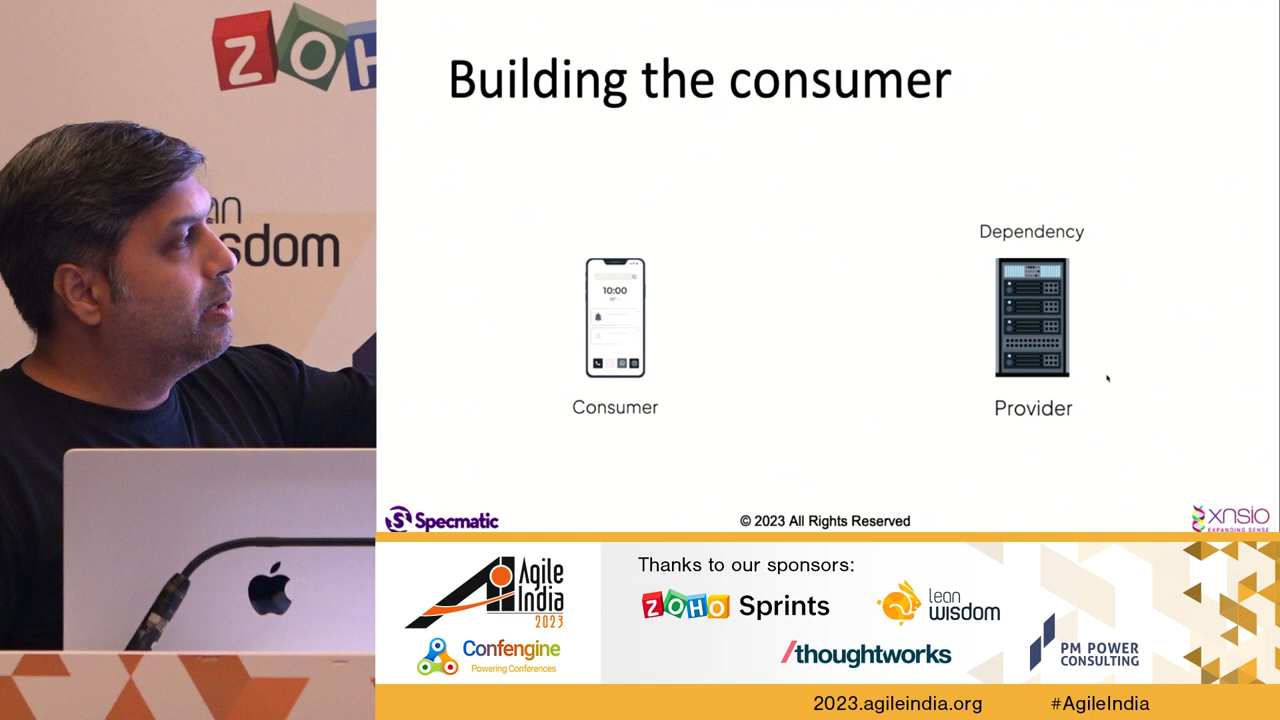 ZOH
ean
sdom
Building the consumer
Dependency
10:00
Consumer
Provider
Specmatic
© 2023 All Rights Reserved
xnsio
EXPANDING SENSE
Agile
India
2023
Confengine
Powering Conferences
Thanks to our sponsors:
ZOHO Sprints
lean
wisdom
/thoughtworks
PM POWER
CONSULTING
2023.agileindia.org
#AgileIndia